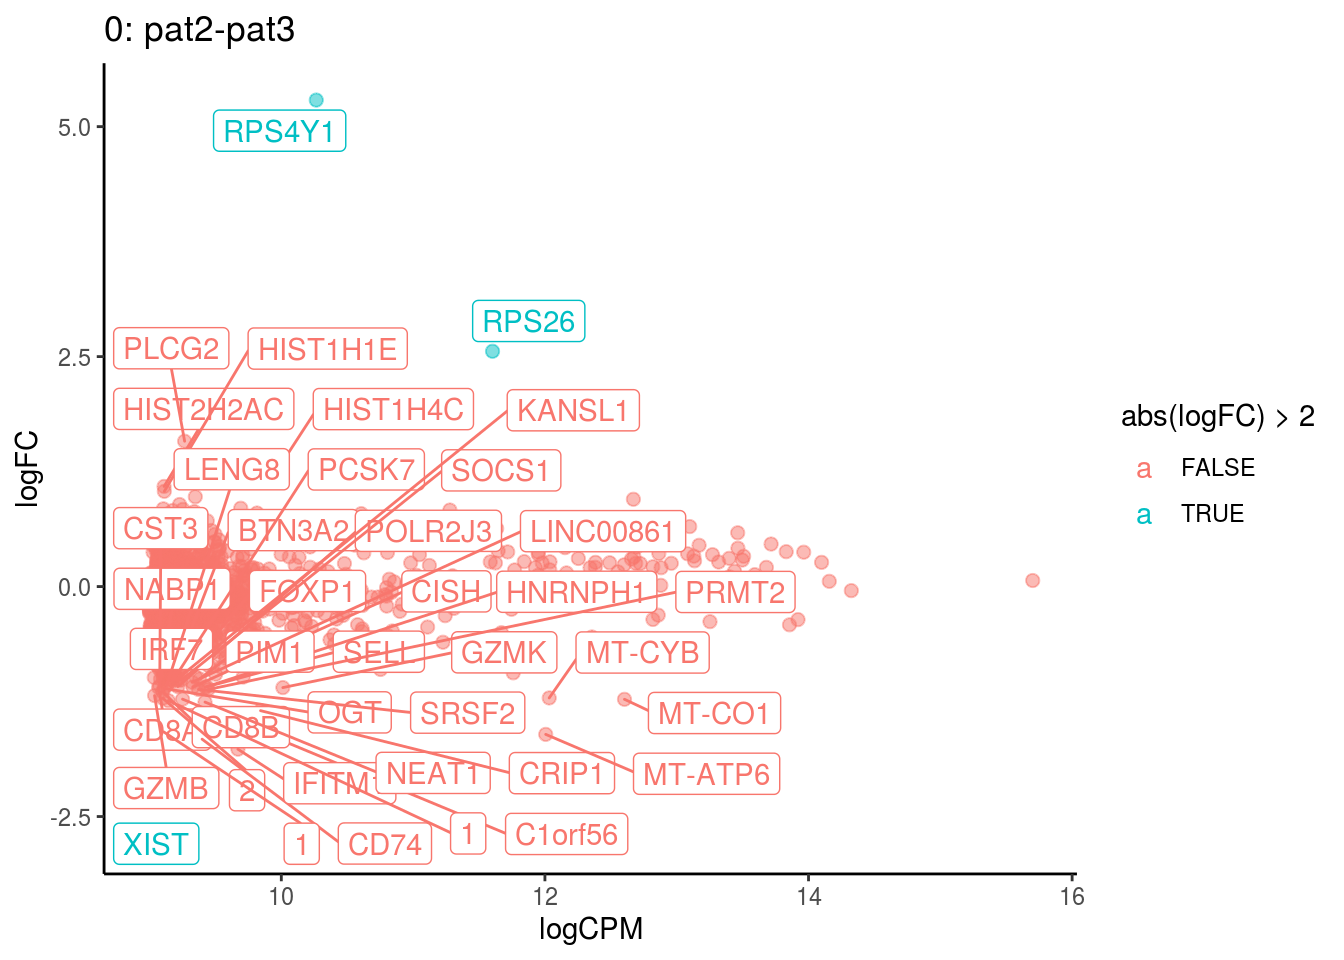 0: pat2-pat3
logFC
5.0
2.5
0.0
-2.5
RPS4Y1
RPS26
PLCG2
HIST1H1E
HIST2H2AC
HIST1H4C
KANSL1
LENG8
PCSK7
SOCS1
CST3
BTN3A2
POLR2J3
LINC00861
NABP1
FOXP1
CISH
HNRNPH1
PRMT2
IRF7
PIM1
SELL
GZMK
MT-CYB
OGT
SRSF2
MT-CO1
CD8A
CD8B
GZMB
2
IFITM
NEAT1
CRIP1
MT-ATP6
XIST
1
CD74
1
C1orf56
10
12
14
16
logCPM
abs(logFC) > 2
a FALSE
a TRUE